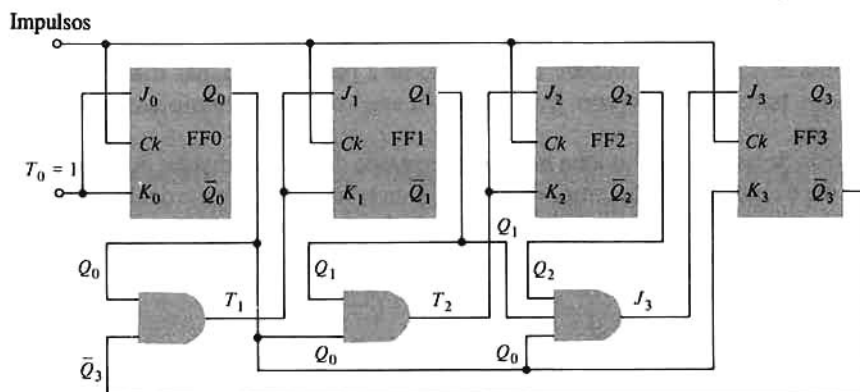 Impulsos
J₀ Q₀ J₁ Q₁ J₂ Q₂ J₃ Q₃
Ck FF0 Ck FF1 Ck FF2 Ck FF3
T₀ = 1
K₀ Q̄₀ K₁ Q̄₁ K₂ Q̄₂ K₃ Q̄₃
Q₁
Q₀ Q₁ Q₂
T₁ T₂ J₃
Q̄₃ Q₀ Q₀